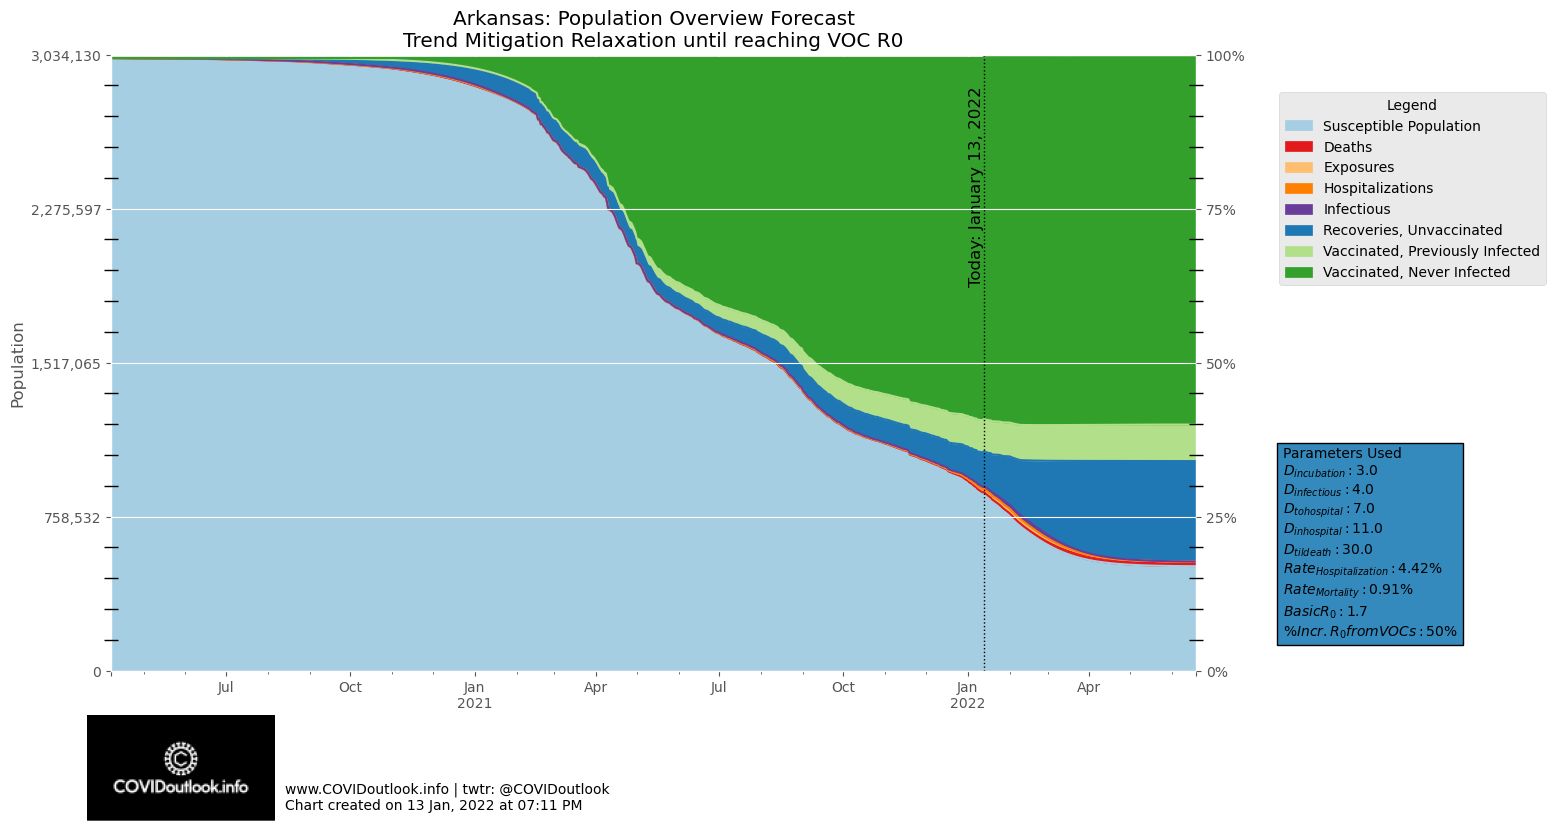 Arkansas: Population Overview Forecast
Trend Mitigation Relaxation until reaching VOC R0
3,034,130
2,275,597
1,517,065
758,532
0
Population
100%
75%
50%
25%
0%
Today: January 13, 2022
Jul
Oct
Jan
2021
Apr
Jul
Oct
Jan
2022
Apr
Legend
Susceptible Population
Deaths
Exposures
Hospitalizations
Infectious
Recoveries, Unvaccinated
Vaccinated, Previously Infected
Vaccinated, Never Infected
Parameters Used
D_incubation : 3.0
D_infectious : 4.0
D_tohospital : 7.0
D_inhospital : 11.0
D_tildeath : 30.0
Rate_Hospitalization : 4.42%
Rate_Mortality : 0.91%
BasicR_0 : 1.7
%Incr. R_0fromVOCs : 50%
COVIDoutlook.info
www.COVIDoutlook.info | twtr: @COVIDoutlook
Chart created on 13 Jan, 2022 at 07:11 PM